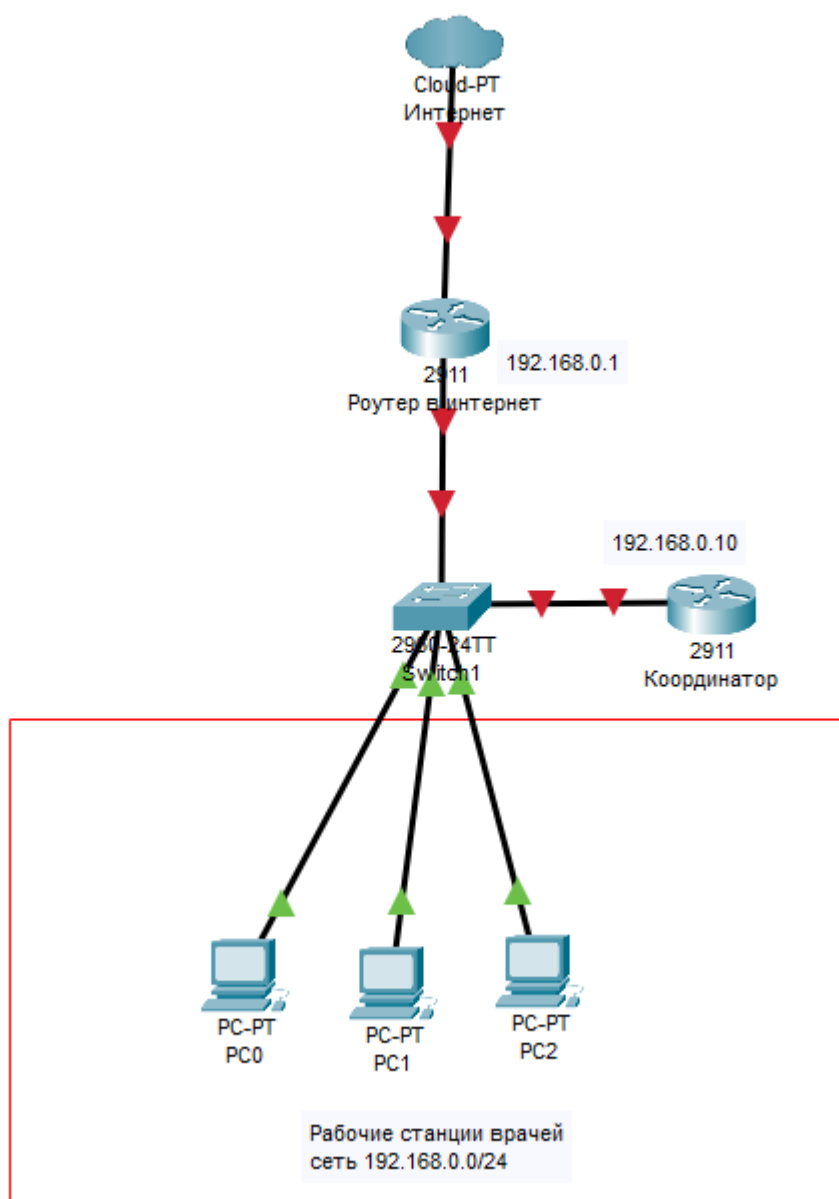 Cloud-PT
Интернет
192.168.0.1
2911
Роутер в интернет
192.168.0.10
2960-24TT
Switch1
2911
Координатор
PC-PT
PC0
PC-PT
PC1
PC-PT
PC2
Рабочие станции врачей
сеть 192.168.0.0/24